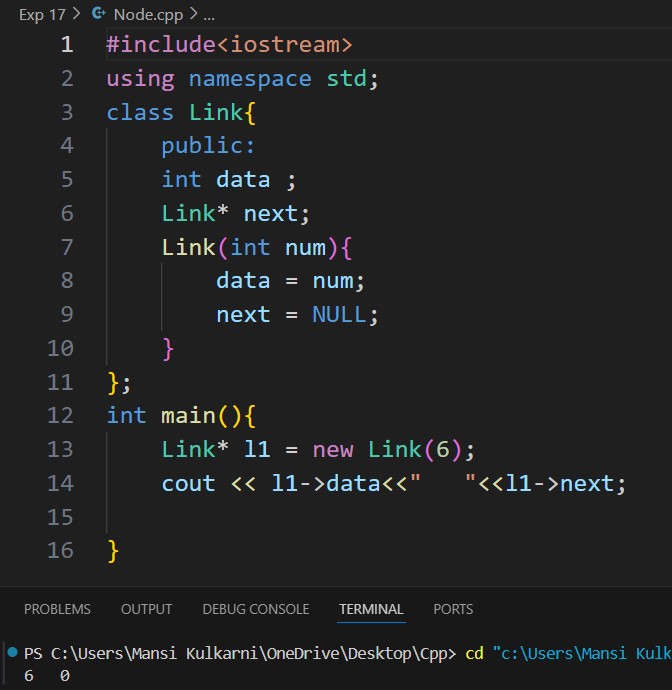 Exp 17 > Node.cpp > ...
1 #include<iostream>
2 using namespace std;
3 class Link{
4     public:
5     int data ;
6     Link* next;
7     Link(int num){
8         data = num;
9         next = NULL;
10     }
11 };
12 int main(){
13     Link* l1 = new Link(6);
14     cout << l1->data<<"   "<<l1->next;
15
16 }
PROBLEMS OUTPUT DEBUG CONSOLE TERMINAL PORTS
PS C:\Users\Mansi Kulkarni\OneDrive\Desktop\Cpp> cd "c:\Users\Mansi Kulk
6   0